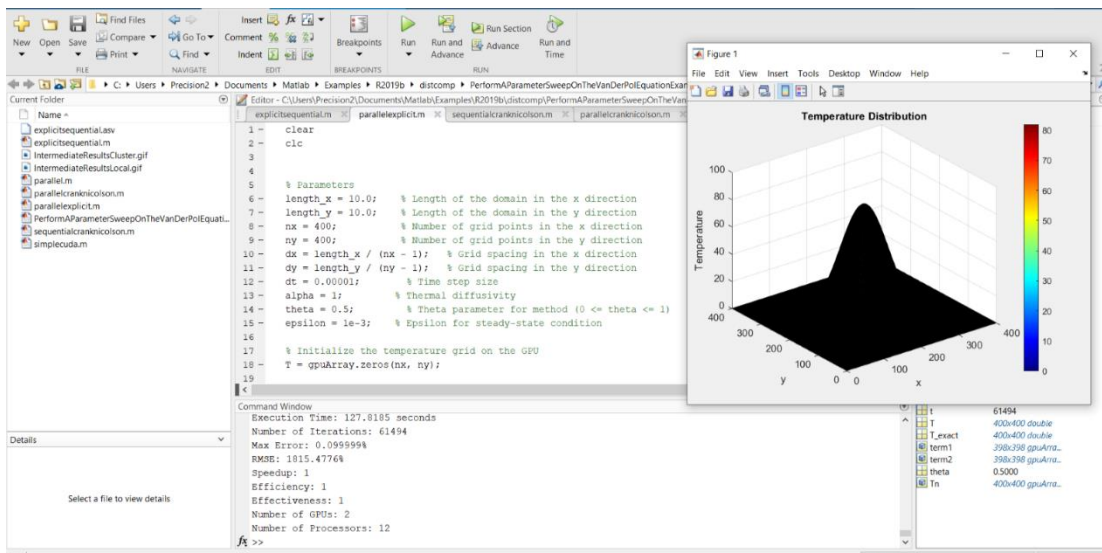 Find Files
Insert
fx
New
Open
Save
Compare
Go To
Comment
Breakpoints
Run
Run and Advance
Run Section
Advance
Run and Time
Print
Find
Indent
FILE
NAVIGATE
EDIT
BREAKPOINTS
RUN
C: Users Precision2 Documents Matlab Examples R2019b distcomp PerformAParameterSweepOnTheVanDerPolEquationExan
Current Folder
Name
explicitsequential.asv
explicitsequential.m
IntermediateResultsCluster.gif
IntermediateResultsLocal.gif
parallel.m
parallelcranknicolson.m
parallelexplicit.m
PerformAParameterSweepOnTheVanDerPolEquati...
sequentialcranknicolson.m
simplecuda.m
Details
Select a file to view details
Editor - C:\Users\Precision2\Documents\Matlab\Examples\R2019b\distcomp\PerformAParameterSweepOnTheVan
explicitsequential.m
parallelexplicit.m
sequentialcranknicolson.m
parallelcranknicolson.m
1 - clear
2 - clc
3
4
5 % Parameters
6 - length_x = 10.0; % Length of the domain in the x direction
7 - length_y = 10.0; % Length of the domain in the y direction
8 - nx = 400; % Number of grid points in the x direction
9 - ny = 400; % Number of grid points in the y direction
10 - dx = length_x / (nx - 1); % Grid spacing in the x direction
11 - dy = length_y / (ny - 1); % Grid spacing in the y direction
12 - dt = 0.00001; % Time step size
13 - alpha = 1; % Thermal diffusivity
14 - theta = 0.5; % Theta parameter for method (0 <= theta <= 1)
15 - epsilon = 1e-3; % Epsilon for steady-state condition
16
17 % Initialize the temperature grid on the GPU
18 - T = gpuArray.zeros(nx, ny);
19
Command Window
Execution Time: 127.8185 seconds
Number of Iterations: 61494
Max Error: 0.099999%
RMSE: 1815.4776%
Speedup: 1
Efficiency: 1
Effectiveness: 1
Number of GPUs: 2
Number of Processors: 12
fx >>
Figure 1
File Edit View Insert Tools Desktop Window Help
Temperature Distribution
Temperature
100
80
60
40
20
0
400
300
200
100
0
y
0
100
200
300
400
x
80
70
60
50
40
30
20
10
0
t 61494
T 400x400 double
T_exact 400x400 double
term1 398x398 gpuArra...
term2 398x398 gpuArra...
theta 0.5000
Tn 400x400 gpuArra...